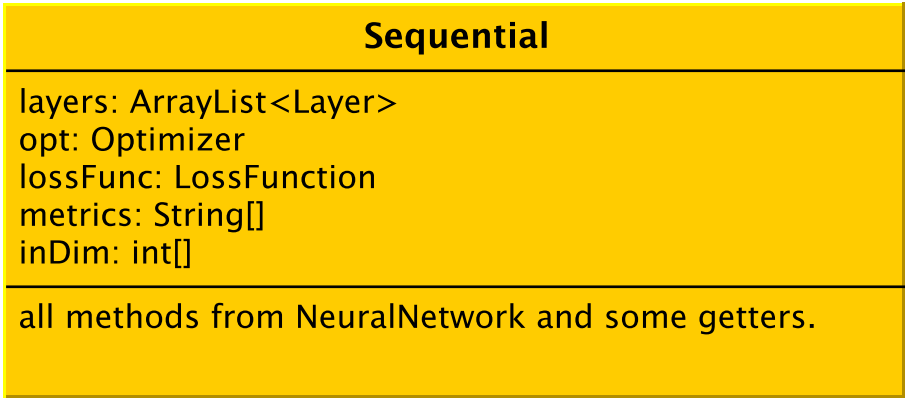 Sequential
layers: ArrayList<Layer>
opt: Optimizer
lossFunc: LossFunction
metrics: String[]
inDim: int[]
all methods from NeuralNetwork and some getters.